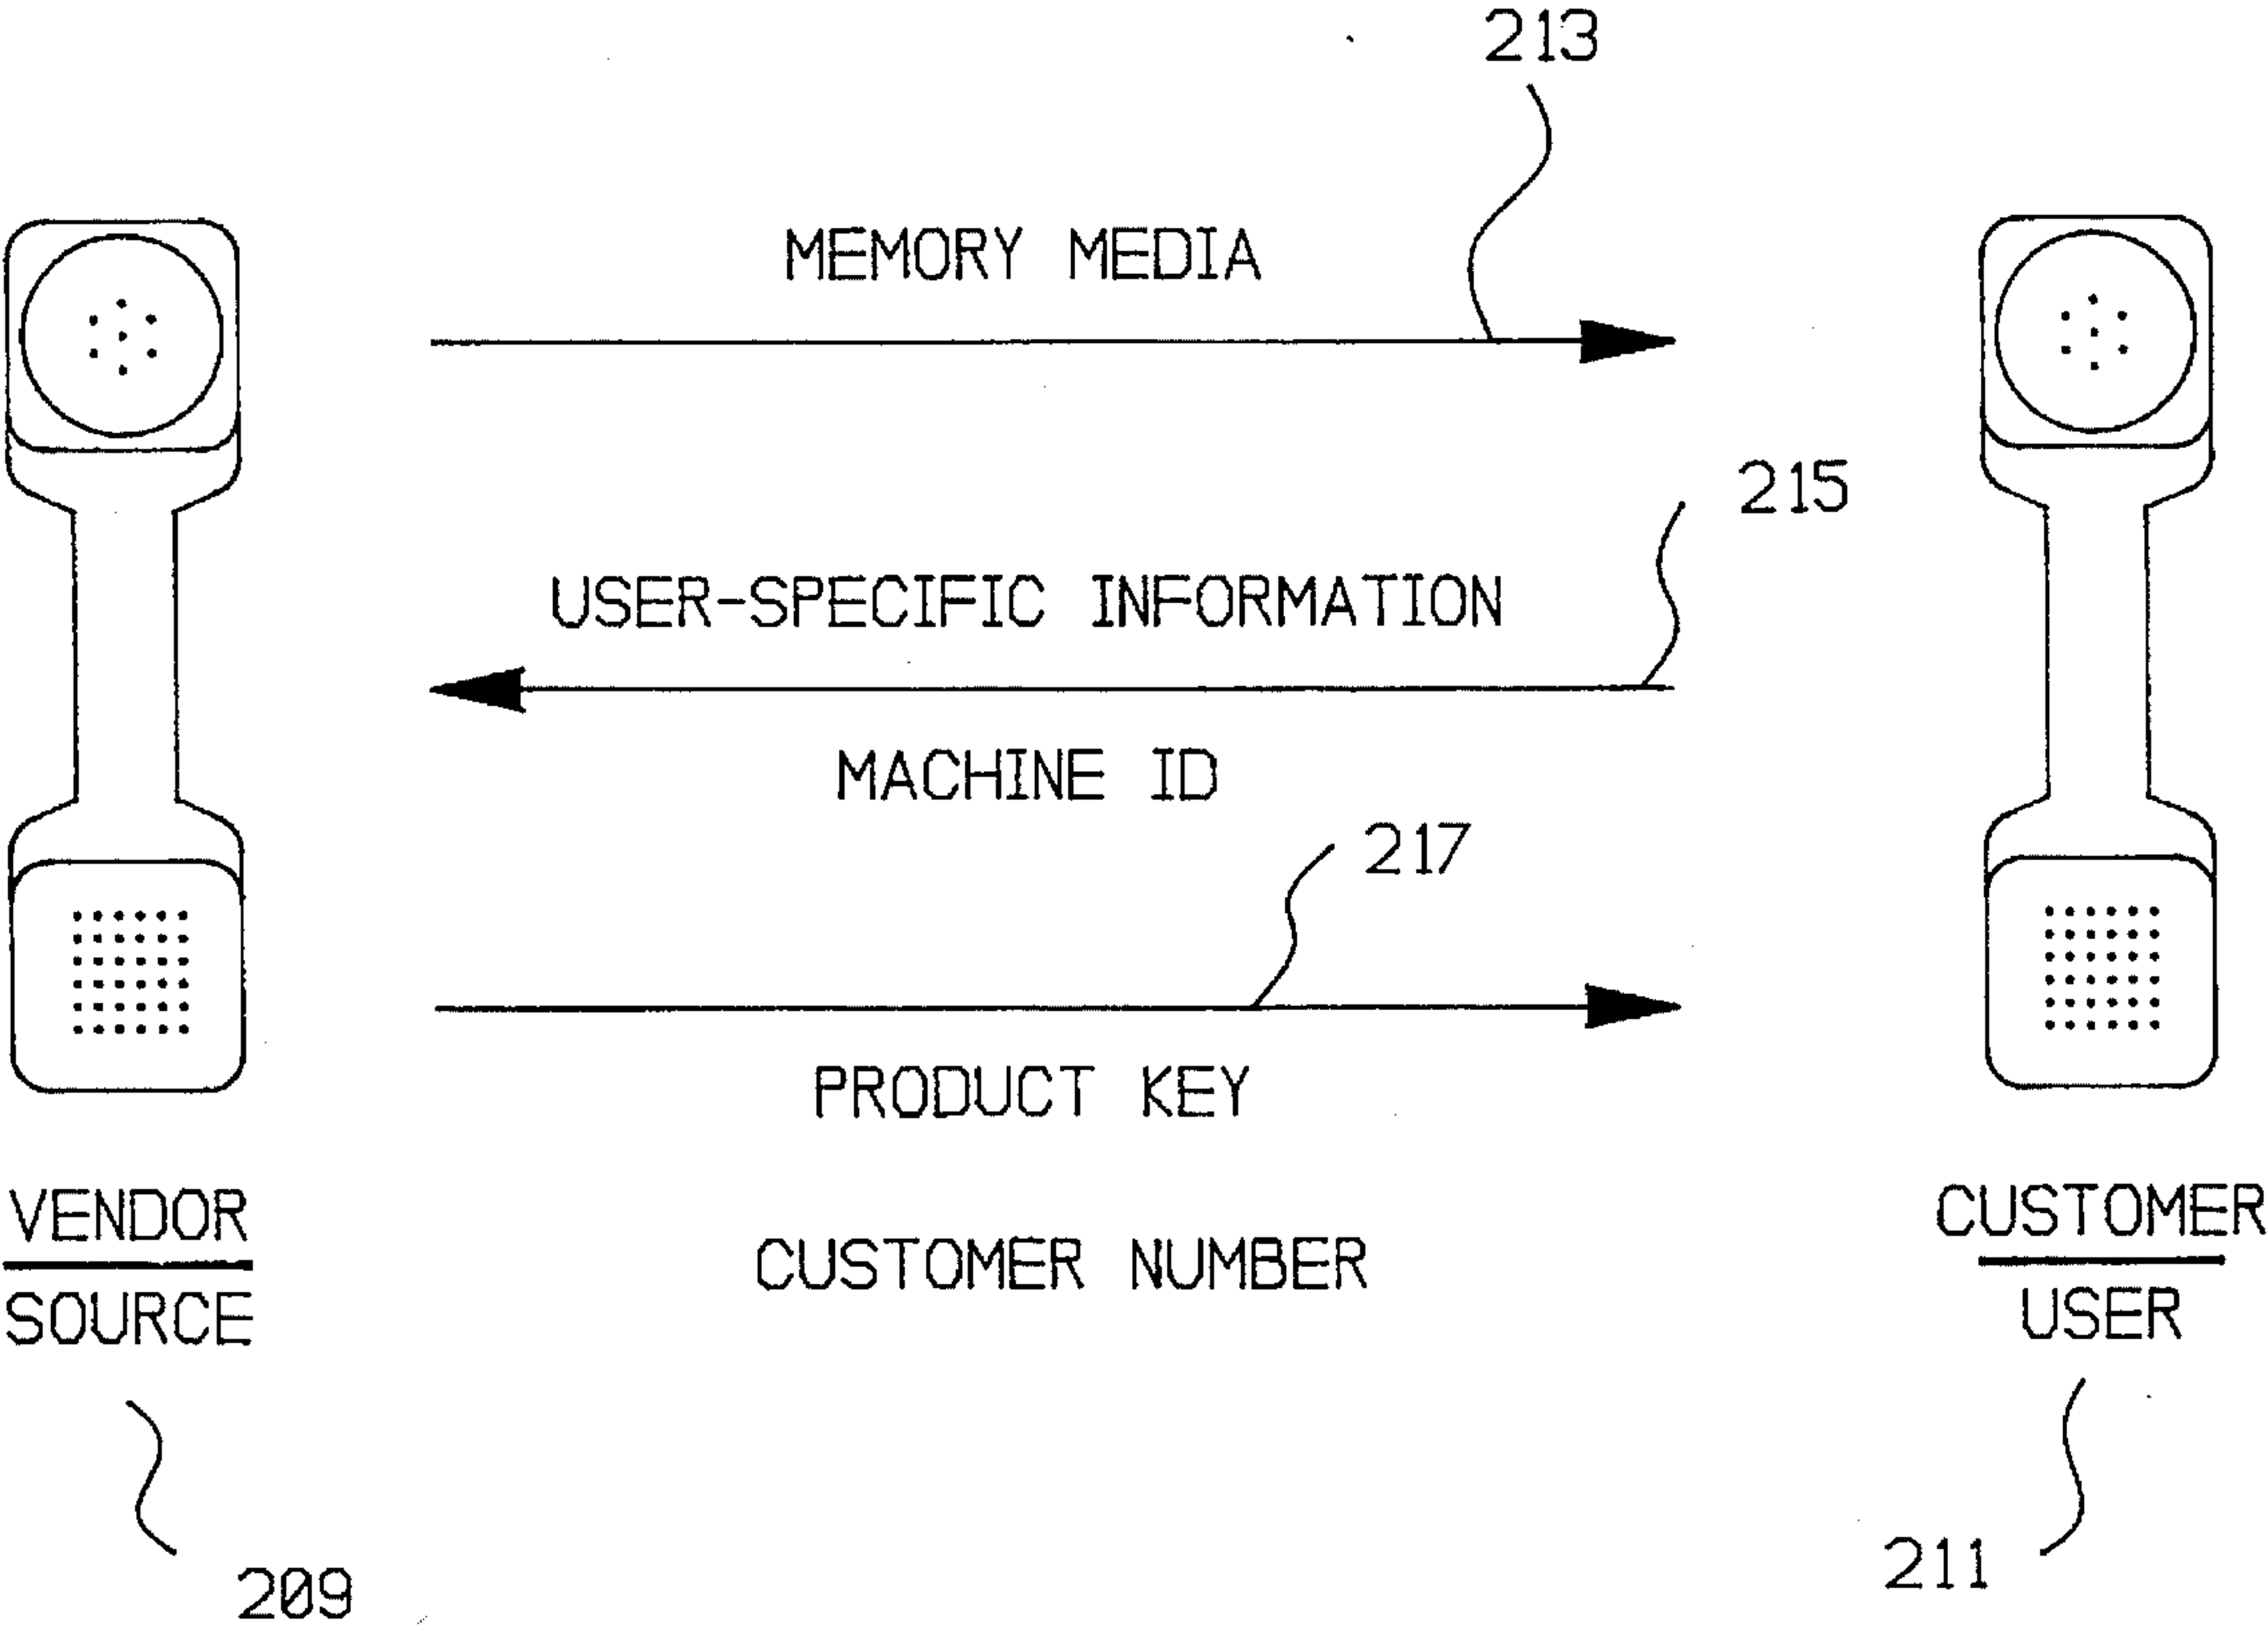 213
MEMORY MEDIA
215
USER-SPECIFIC INFORMATION
MACHINE ID
217
PRODUCT KEY
VENDOR
SOURCE
CUSTOMER NUMBER
CUSTOMER
USER
209
211